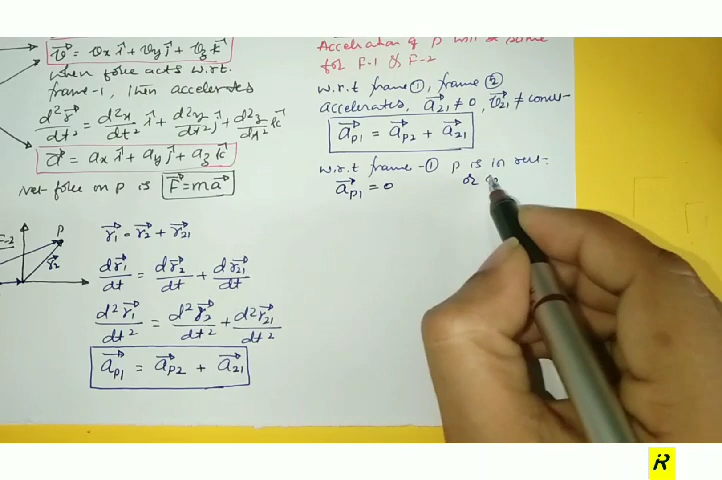 v⃗ = vx i⃗ + vy j⃗ + vz k⃗
when force acts w.r.t.
frame-1, then accelerates
d²r⃗/dt² = d²x/dt² i⃗ + d²y/dt² j⃗ + d²z/dt² k⃗
a⃗ = ax i⃗ + ay j⃗ + az k⃗
Net force on P is F⃗ = ma⃗
F-2
P
r⃗2
r⃗1 = r⃗2 + r⃗21
dr⃗1/dt = dr⃗2/dt + dr⃗21/dt
d²r⃗1/dt² = d²r⃗2/dt² + d²r⃗21/dt²
a⃗P1 = a⃗P2 + a⃗21
Acceleration of P will be same
for F-1 & F-2
w.r.t frame ①, frame ②
accelerates, a⃗21 ≠ 0, v⃗21 ≠ const
a⃗P1 = a⃗P2 + a⃗21
w.r.t frame-① P is in rest
a⃗P1 = 0 or
R